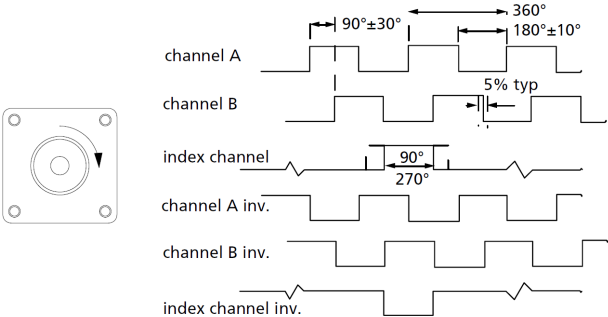 360°
90°±30°
180°±10°
channel A
5% typ
channel B
index channel
90°
270°
channel A inv.
channel B inv.
index channel inv.